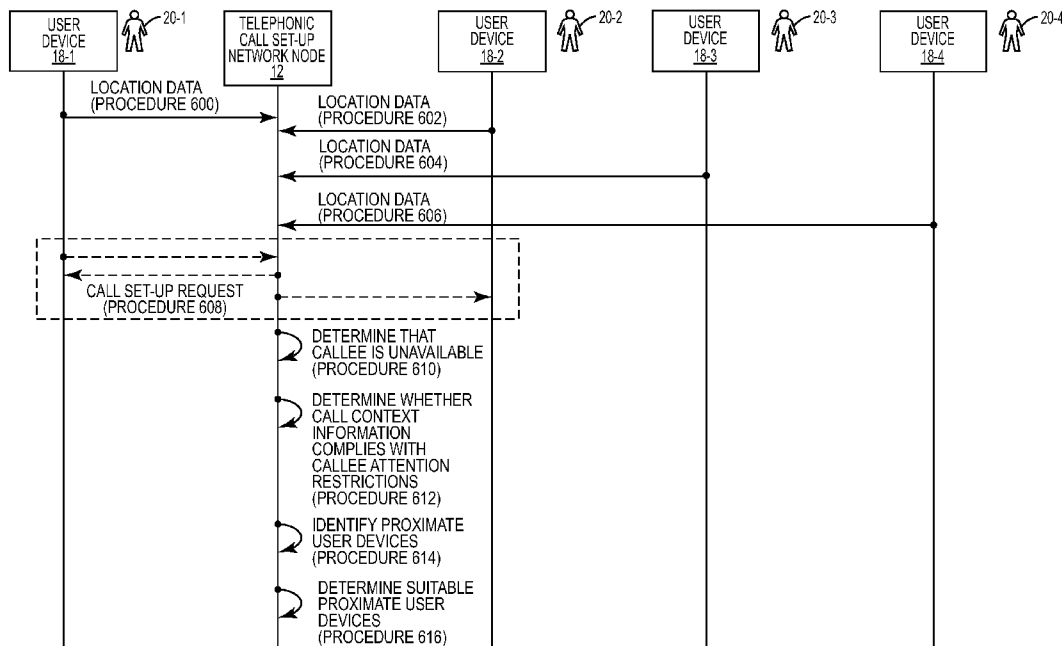 USER
DEVICE
18-1
20-1
TELEPHONIC
CALL SET-UP
NETWORK NODE
12
USER
DEVICE
18-2
20-2
USER
DEVICE
18-3
20-3
USER
DEVICE
18-4
20-4
LOCATION DATA
(PROCEDURE 600)
LOCATION DATA
(PROCEDURE 602)
LOCATION DATA
(PROCEDURE 604)
LOCATION DATA
(PROCEDURE 606)
CALL SET-UP REQUEST
(PROCEDURE 608)
DETERMINE THAT
CALLEE IS UNAVAILABLE
(PROCEDURE 610)
DETERMINE WHETHER
CALL CONTEXT
INFORMATION
COMPLIES WITH
CALLEE ATTENTION
RESTRICTIONS
(PROCEDURE 612)
IDENTIFY PROXIMATE
USER DEVICES
(PROCEDURE 614)
DETERMINE SUITABLE
PROXIMATE USER
DEVICES
(PROCEDURE 616)